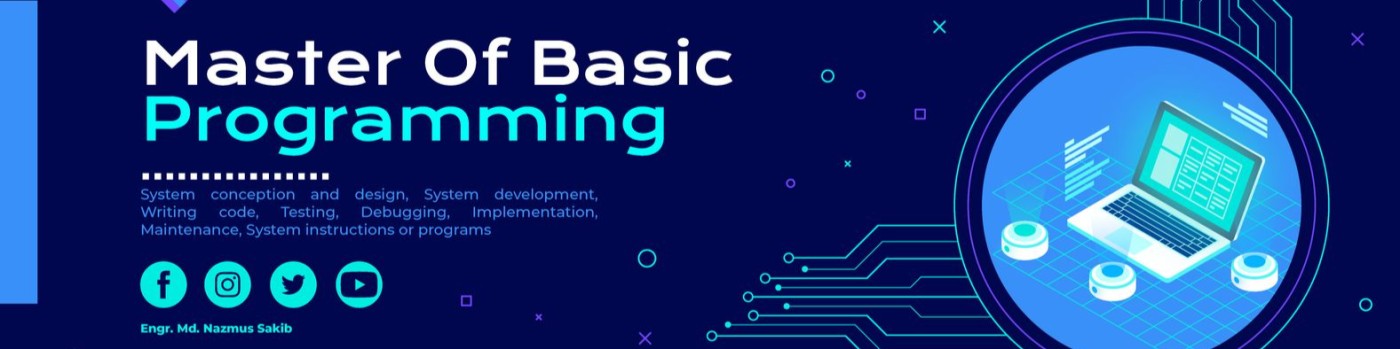 Master Of Basic
Programming
System conception and design, System development,
Writing code, Testing, Debugging, Implementation,
Maintenance, System instructions or programs
Engr. Md. Nazmus Sakib